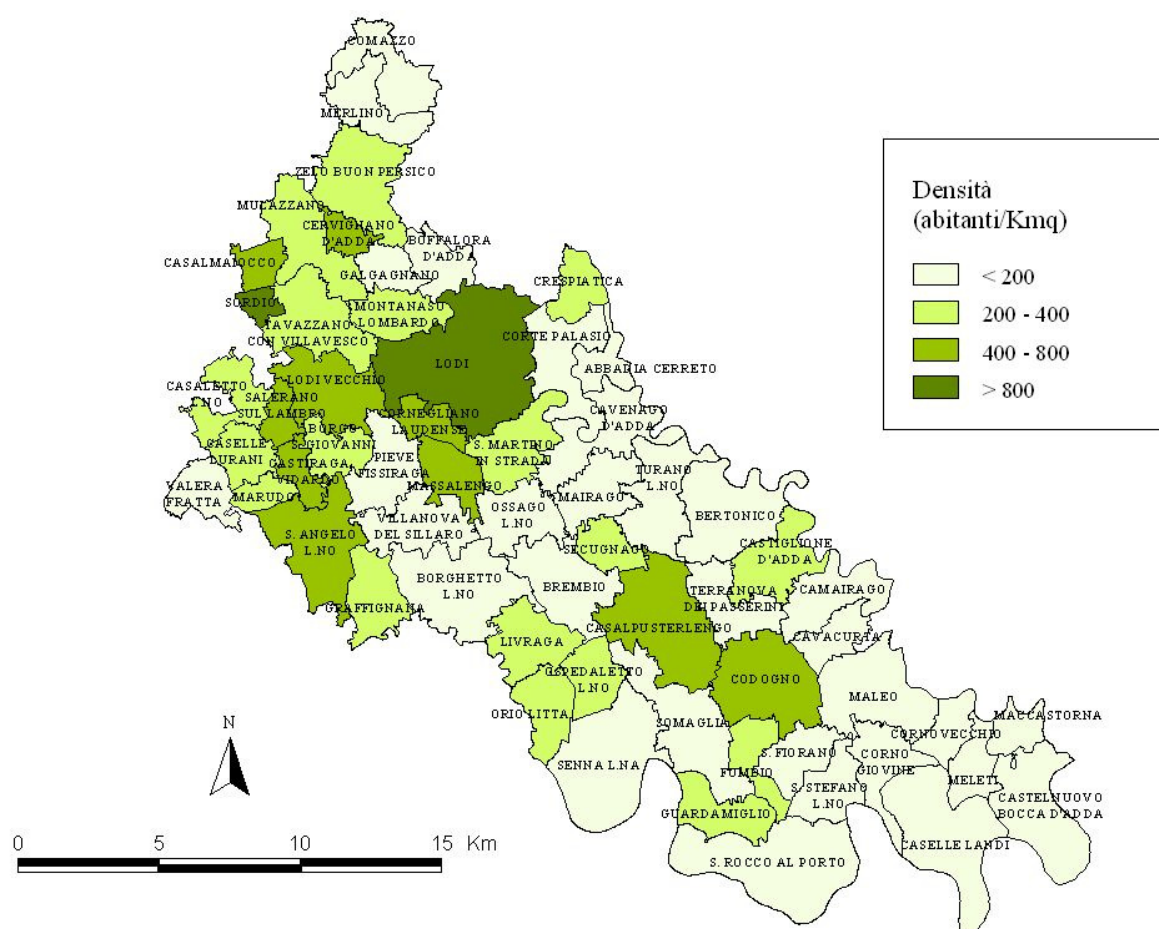 COMAZZO
MERLINO
ZELO BUON PERSICO
MULAZZANO
CERVIGNANO
D'ADDA
BOFFALORA
D'ADDA
CASALMAIOCCO
GALGAGNANO
CRESPIATICA
SORDIO
MONTANASO
LOMBARDO
TAVAZZANO
CON VILLAVESCO
CORTE PALASIO
LODI
ABBADIA CERRETO
CASALETTO
L.NO
LODI VECCHIO
SALERANO
SUL LAMBRO
CORNEGLIANO
LAUDENSE
CAVENAGO
D'ADDA
BORGO
S. GIOVANNI
CASELLE
LURANI
S. MARTINO
IN STRADA
PIEVE
FISSIRAGA
CASTIRAGA
VIDARDO
MASSALENGO
TURANO
L.NO
VALERA
FRATTA
MARUDO
MAIRAGO
OSSAGO
L.NO
BERTONICO
VILLANOVA
DEL SILLARO
S. ANGELO
L.NO
SECUGNAGO
CASTIGLIONE
D'ADDA
BORGHETTO
L.NO
BREMBIO
TERRANOVA
DEI PASSERINI
CAMAIRAGO
GRAFFIGNANA
CASALPUSTERLENGO
CAVACURTA
LIVRAGA
OSPEDALETTO
L.NO
CODOGNO
MALEO
ORIO LITTA
SOMAGLIA
MACCASTORNA
CORNOVECCHIO
S. FIORANO
CORNO
GIOVINE
SENNA L.NA
FOMBIO
MELETI
S. STEFANO
L.NO
CASTELNUOVO
BOCCA D'ADDA
GUARDAMIGLIO
CASELLE LANDI
S. ROCCO AL PORTO
Densità
(abitanti/Kmq)
< 200
200 - 400
400 - 800
> 800
N
0 5 10 15 Km